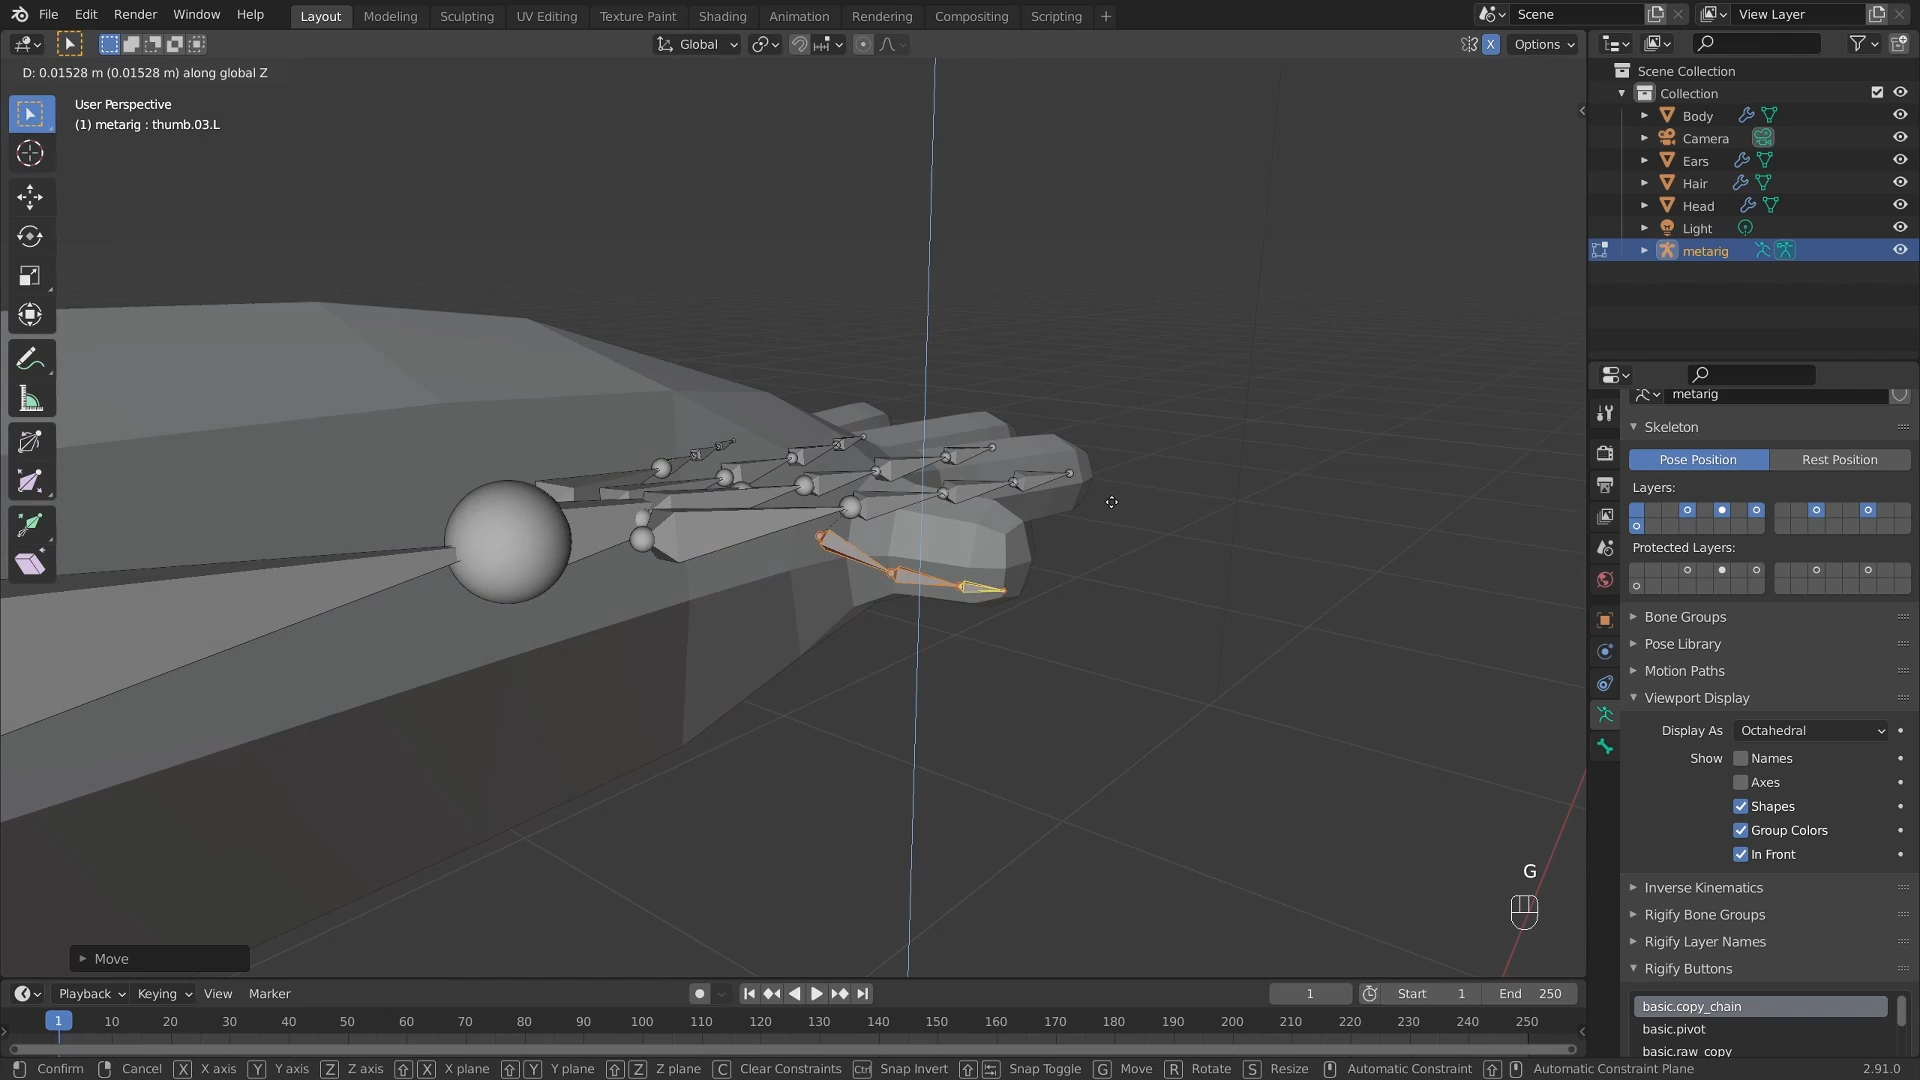 File Edit Render Window Help Layout Modeling Sculpting UV Editing Texture Paint Shading Animation Rendering Compositing Scripting + Scene View Layer
Global Options
D: 0.01528 m (0.01528 m) along global Z
User Perspective
(1) metarig : thumb.03.L
Scene Collection
Collection
Body
Camera
Ears
Hair
Head
Light
metarig
metarig
Skeleton
Pose Position Rest Position
Layers:
Protected Layers:
Bone Groups
Pose Library
Motion Paths
Viewport Display
Display As Octahedral
Show Names
Axes
Shapes
Group Colors
In Front
Inverse Kinematics
Rigify Bone Groups
Rigify Layer Names
Rigify Buttons
basic.copy_chain
basic.pivot
basic.raw_copy
G
Move
Playback Keying View Marker 1 Start 1 End 250
1 10 20 30 40 50 60 70 80 90 100 110 120 130 140 150 160 170 180 190 200 210 220 230 240 250
Confirm Cancel X X axis Y Y axis Z Z axis X X plane Y Y plane Z Z plane C Clear Constraints Ctrl Snap Invert Snap Toggle G Move R Rotate S Resize Automatic Constraint Automatic Constraint Plane 2.91.0